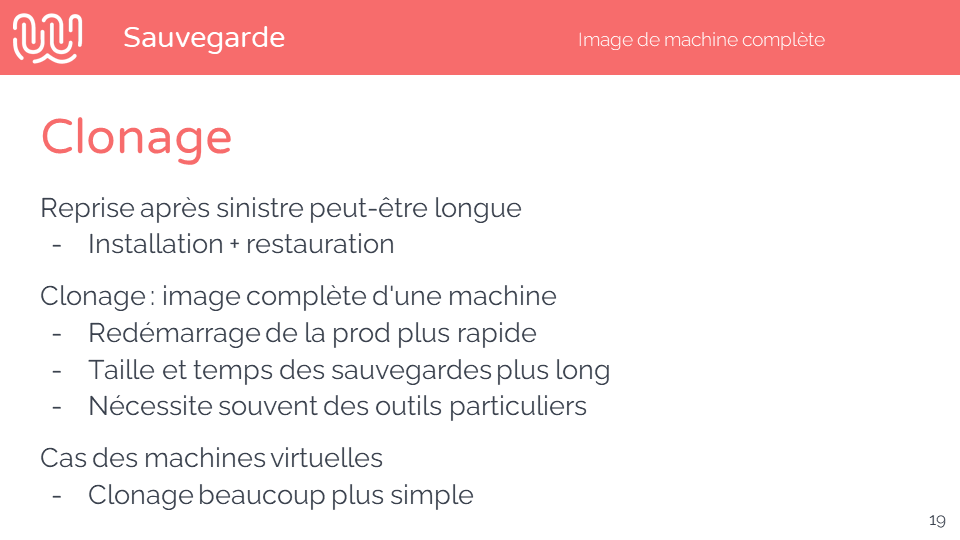 Sauvegarde
Image de machine complète
Clonage
Reprise après sinistre peut-être longue
- Installation + restauration
Clonage : image complète d'une machine
- Redémarrage de la prod plus rapide
- Taille et temps des sauvegardes plus long
- Nécessite souvent des outils particuliers
Cas des machines virtuelles
- Clonage beaucoup plus simple
19